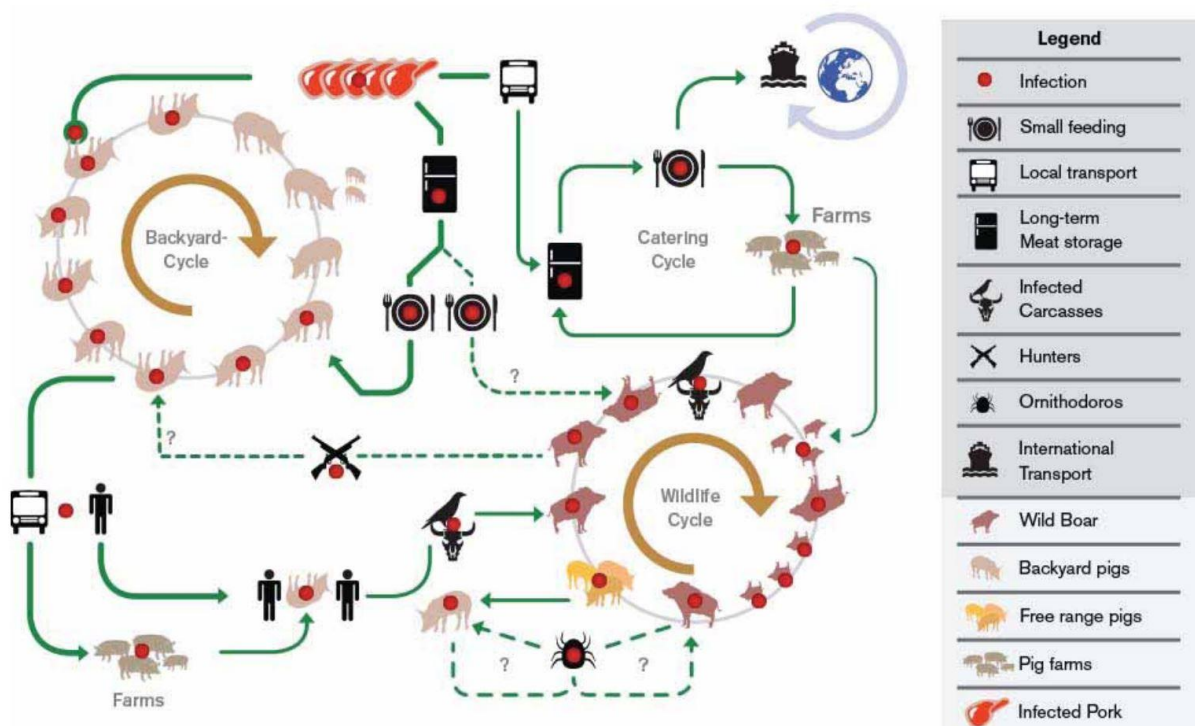 Backyard-
Cycle
Catering
Cycle
Farms
?
?
Wildlife
Cycle
?
?
Farms
Legend
Infection
Small feeding
Local transport
Long-term
Meat storage
Infected
Carcasses
Hunters
Ornithodoros
International
Transport
Wild Boar
Backyard pigs
Free range pigs
Pig farms
Infected Pork